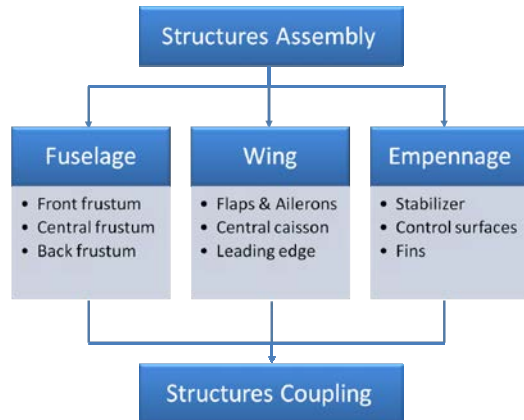 Structures Assembly
Fuselage
• Front frustum
• Central frustum
• Back frustum
Wing
• Flaps & Ailerons
• Central caisson
• Leading edge
Empennage
• Stabilizer
• Control surfaces
• Fins
Structures Coupling